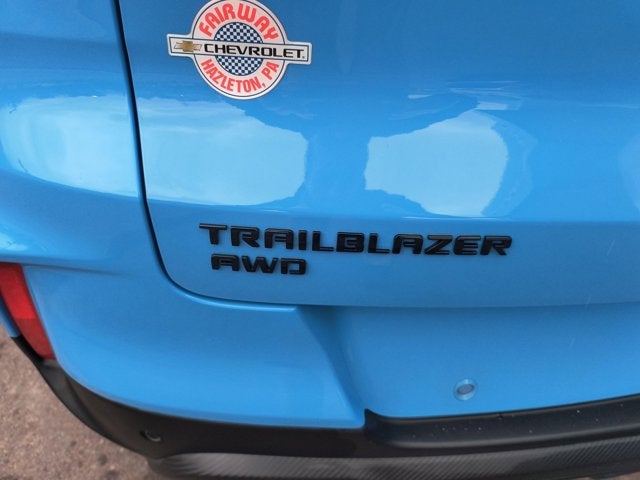 FAIRWAY
CHEVROLET
HAZLETON, PA
TRAILBLAZER
AWD